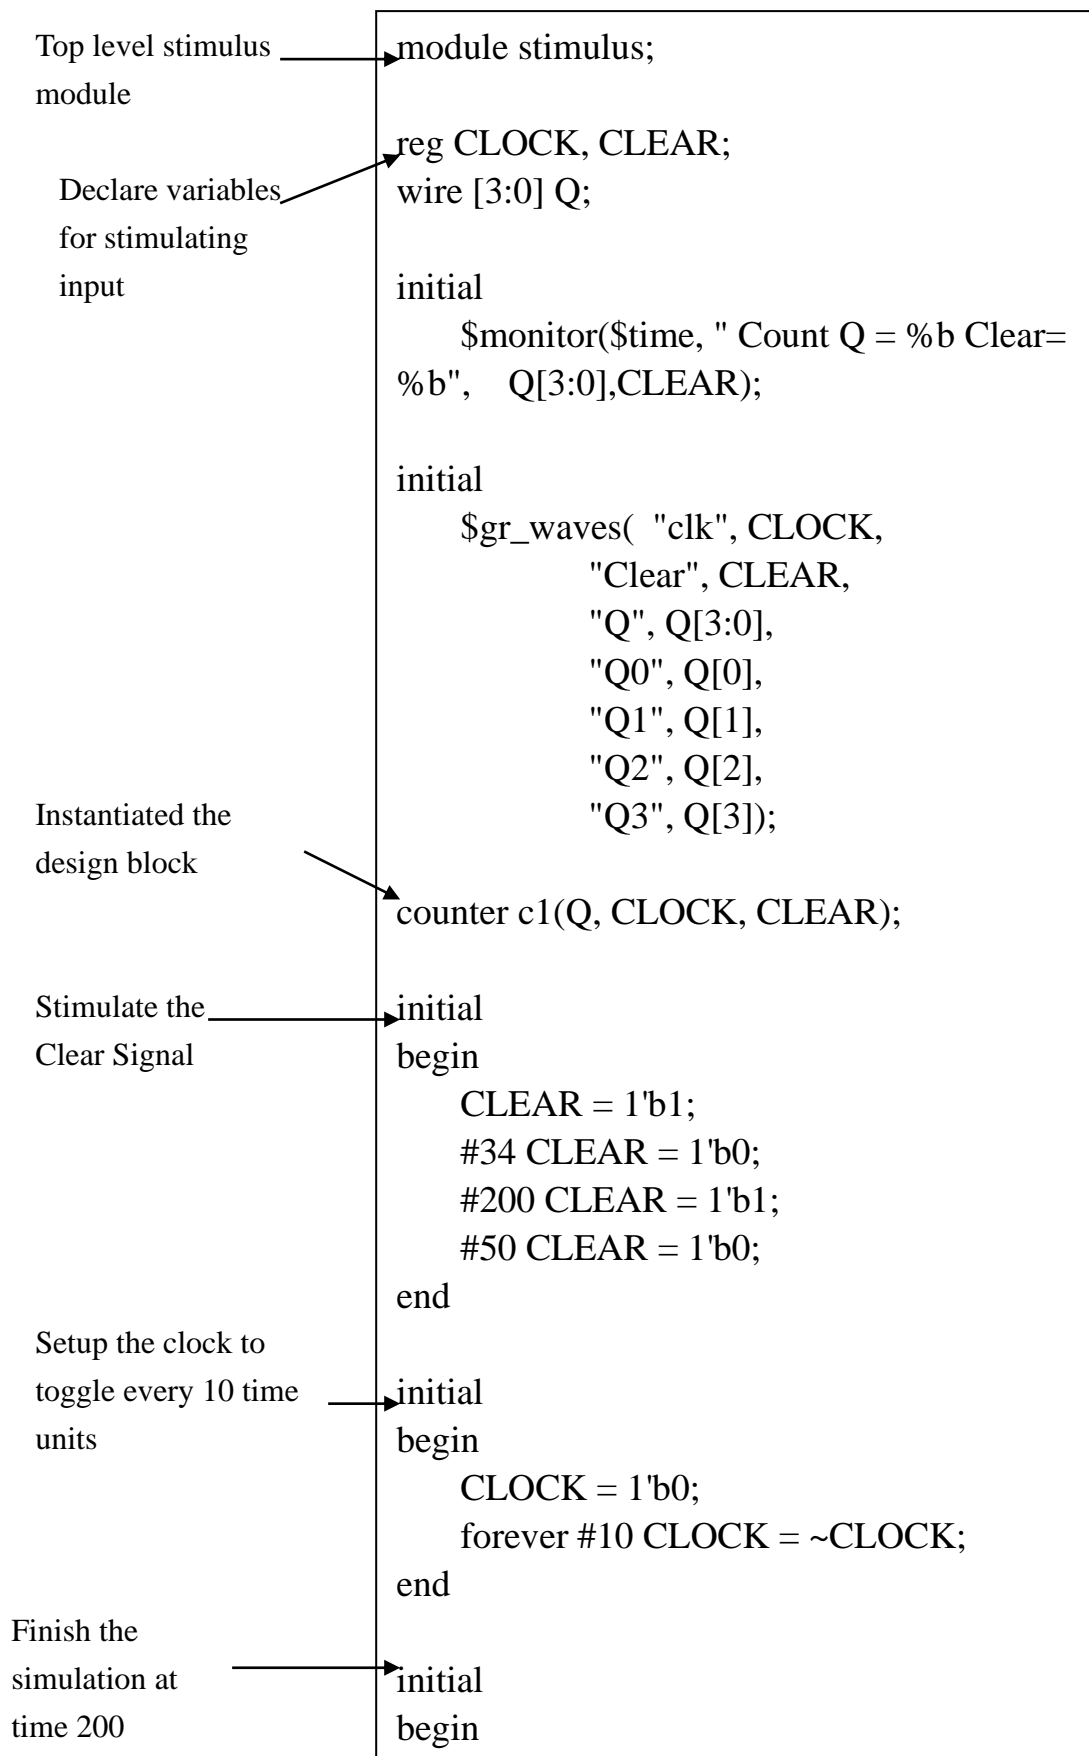 Top level stimulus
module
module stimulus;
reg CLOCK, CLEAR;
wire [3:0] Q;
Declare variables
for stimulating
input
initial
$monitor($time, " Count Q = %b Clear=
%b",    Q[3:0],CLEAR);
initial
$gr_waves(  "clk", CLOCK,
"Clear", CLEAR,
"Q", Q[3:0],
"Q0", Q[0],
"Q1", Q[1],
"Q2", Q[2],
"Q3", Q[3]);
Instantiated the
design block
counter c1(Q, CLOCK, CLEAR);
Stimulate the
Clear Signal
initial
begin
CLEAR = 1'b1;
#34 CLEAR = 1'b0;
#200 CLEAR = 1'b1;
#50 CLEAR = 1'b0;
end
Setup the clock to
toggle every 10 time
units
initial
begin
CLOCK = 1'b0;
forever #10 CLOCK = ~CLOCK;
end
Finish the
simulation at
time 200
initial
begin